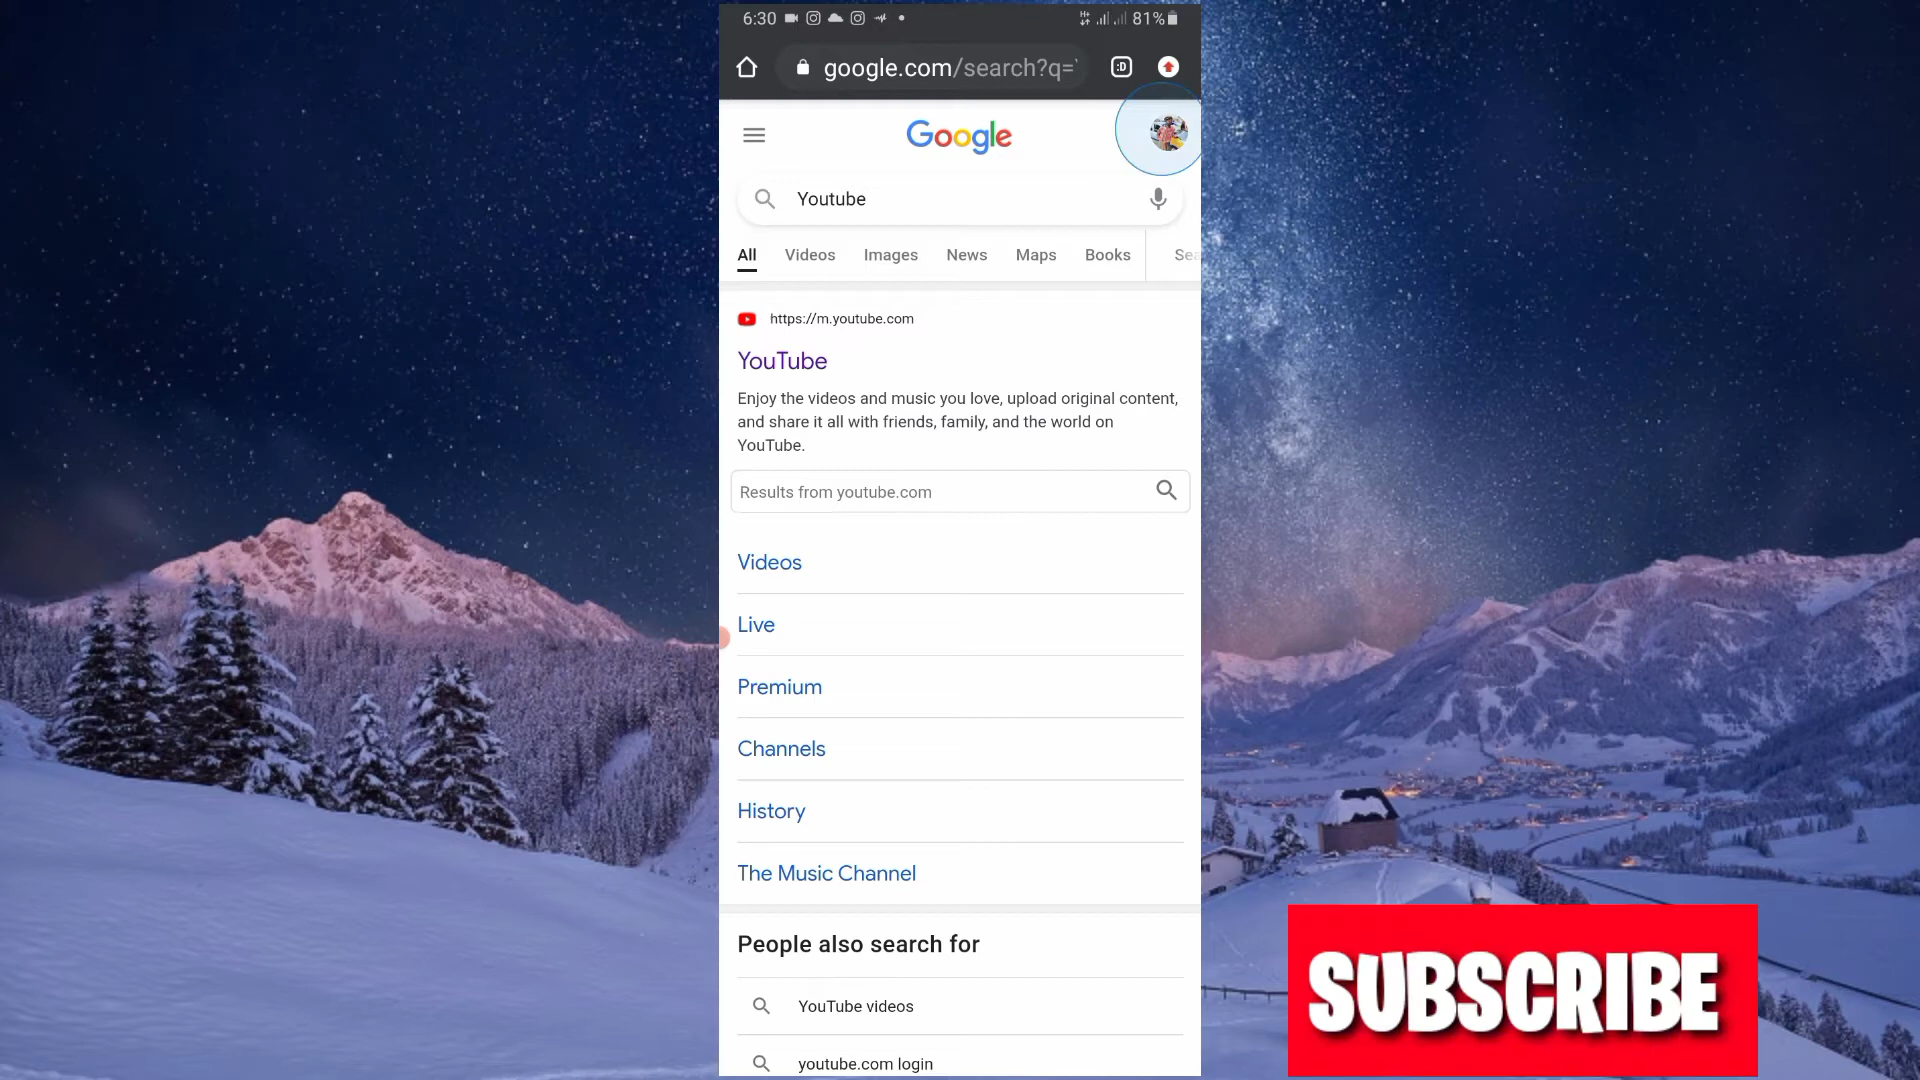 6:30
81%
google.com/search?q=
:D
Google
Youtube
All Videos Images News Maps Books Sea
https://m.youtube.com
YouTube
Enjoy the videos and music you love, upload original content,
and share it all with friends, family, and the world on
YouTube.
Results from youtube.com
Videos
Live
Premium
Channels
History
The Music Channel
People also search for
YouTube videos
youtube.com login
SUBSCRIBE